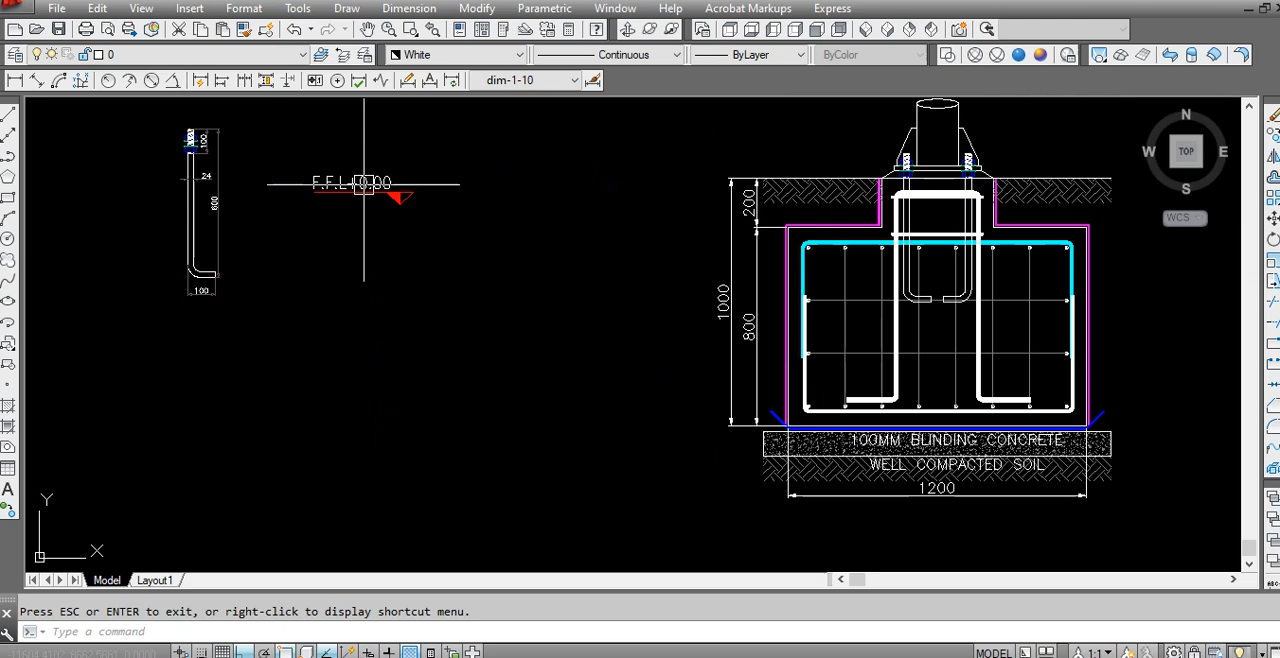 File Edit View Insert Format Tools Draw Dimension Modify Parametric Window Help Acrobat Markups Express
0 White Continuous ByLayer ByColor
dim-1-10
100
24
600
100
F.F.L
N
W TOP E
S
WCS
200
1000
800
100MM BLINDING CONCRETE
WELL COMPACTED SOIL
1200
Y
X
Model Layout1
Press ESC or ENTER to exit, or right-click to display shortcut menu.
Type a command
MODEL 1:1